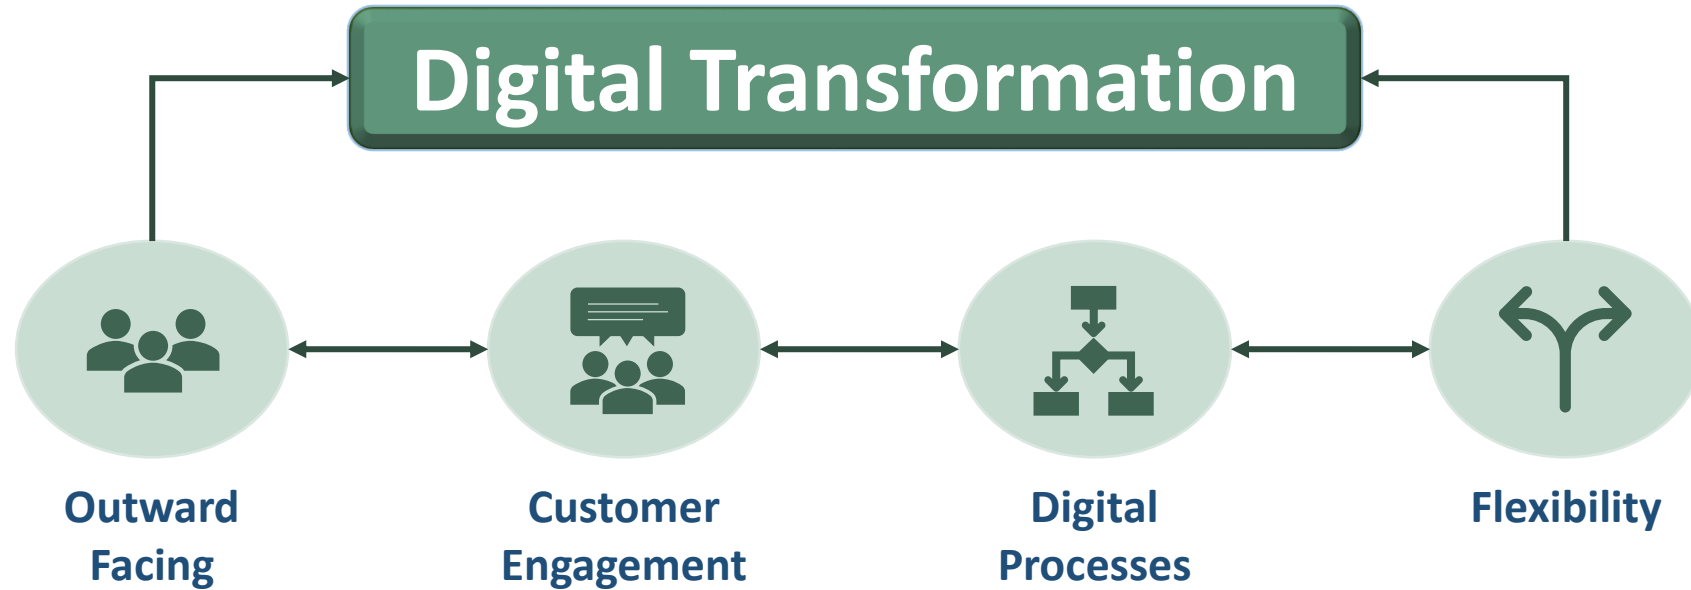 Digital Transformation
Outward
Facing
Customer
Engagement
Digital
Processes
Flexibility